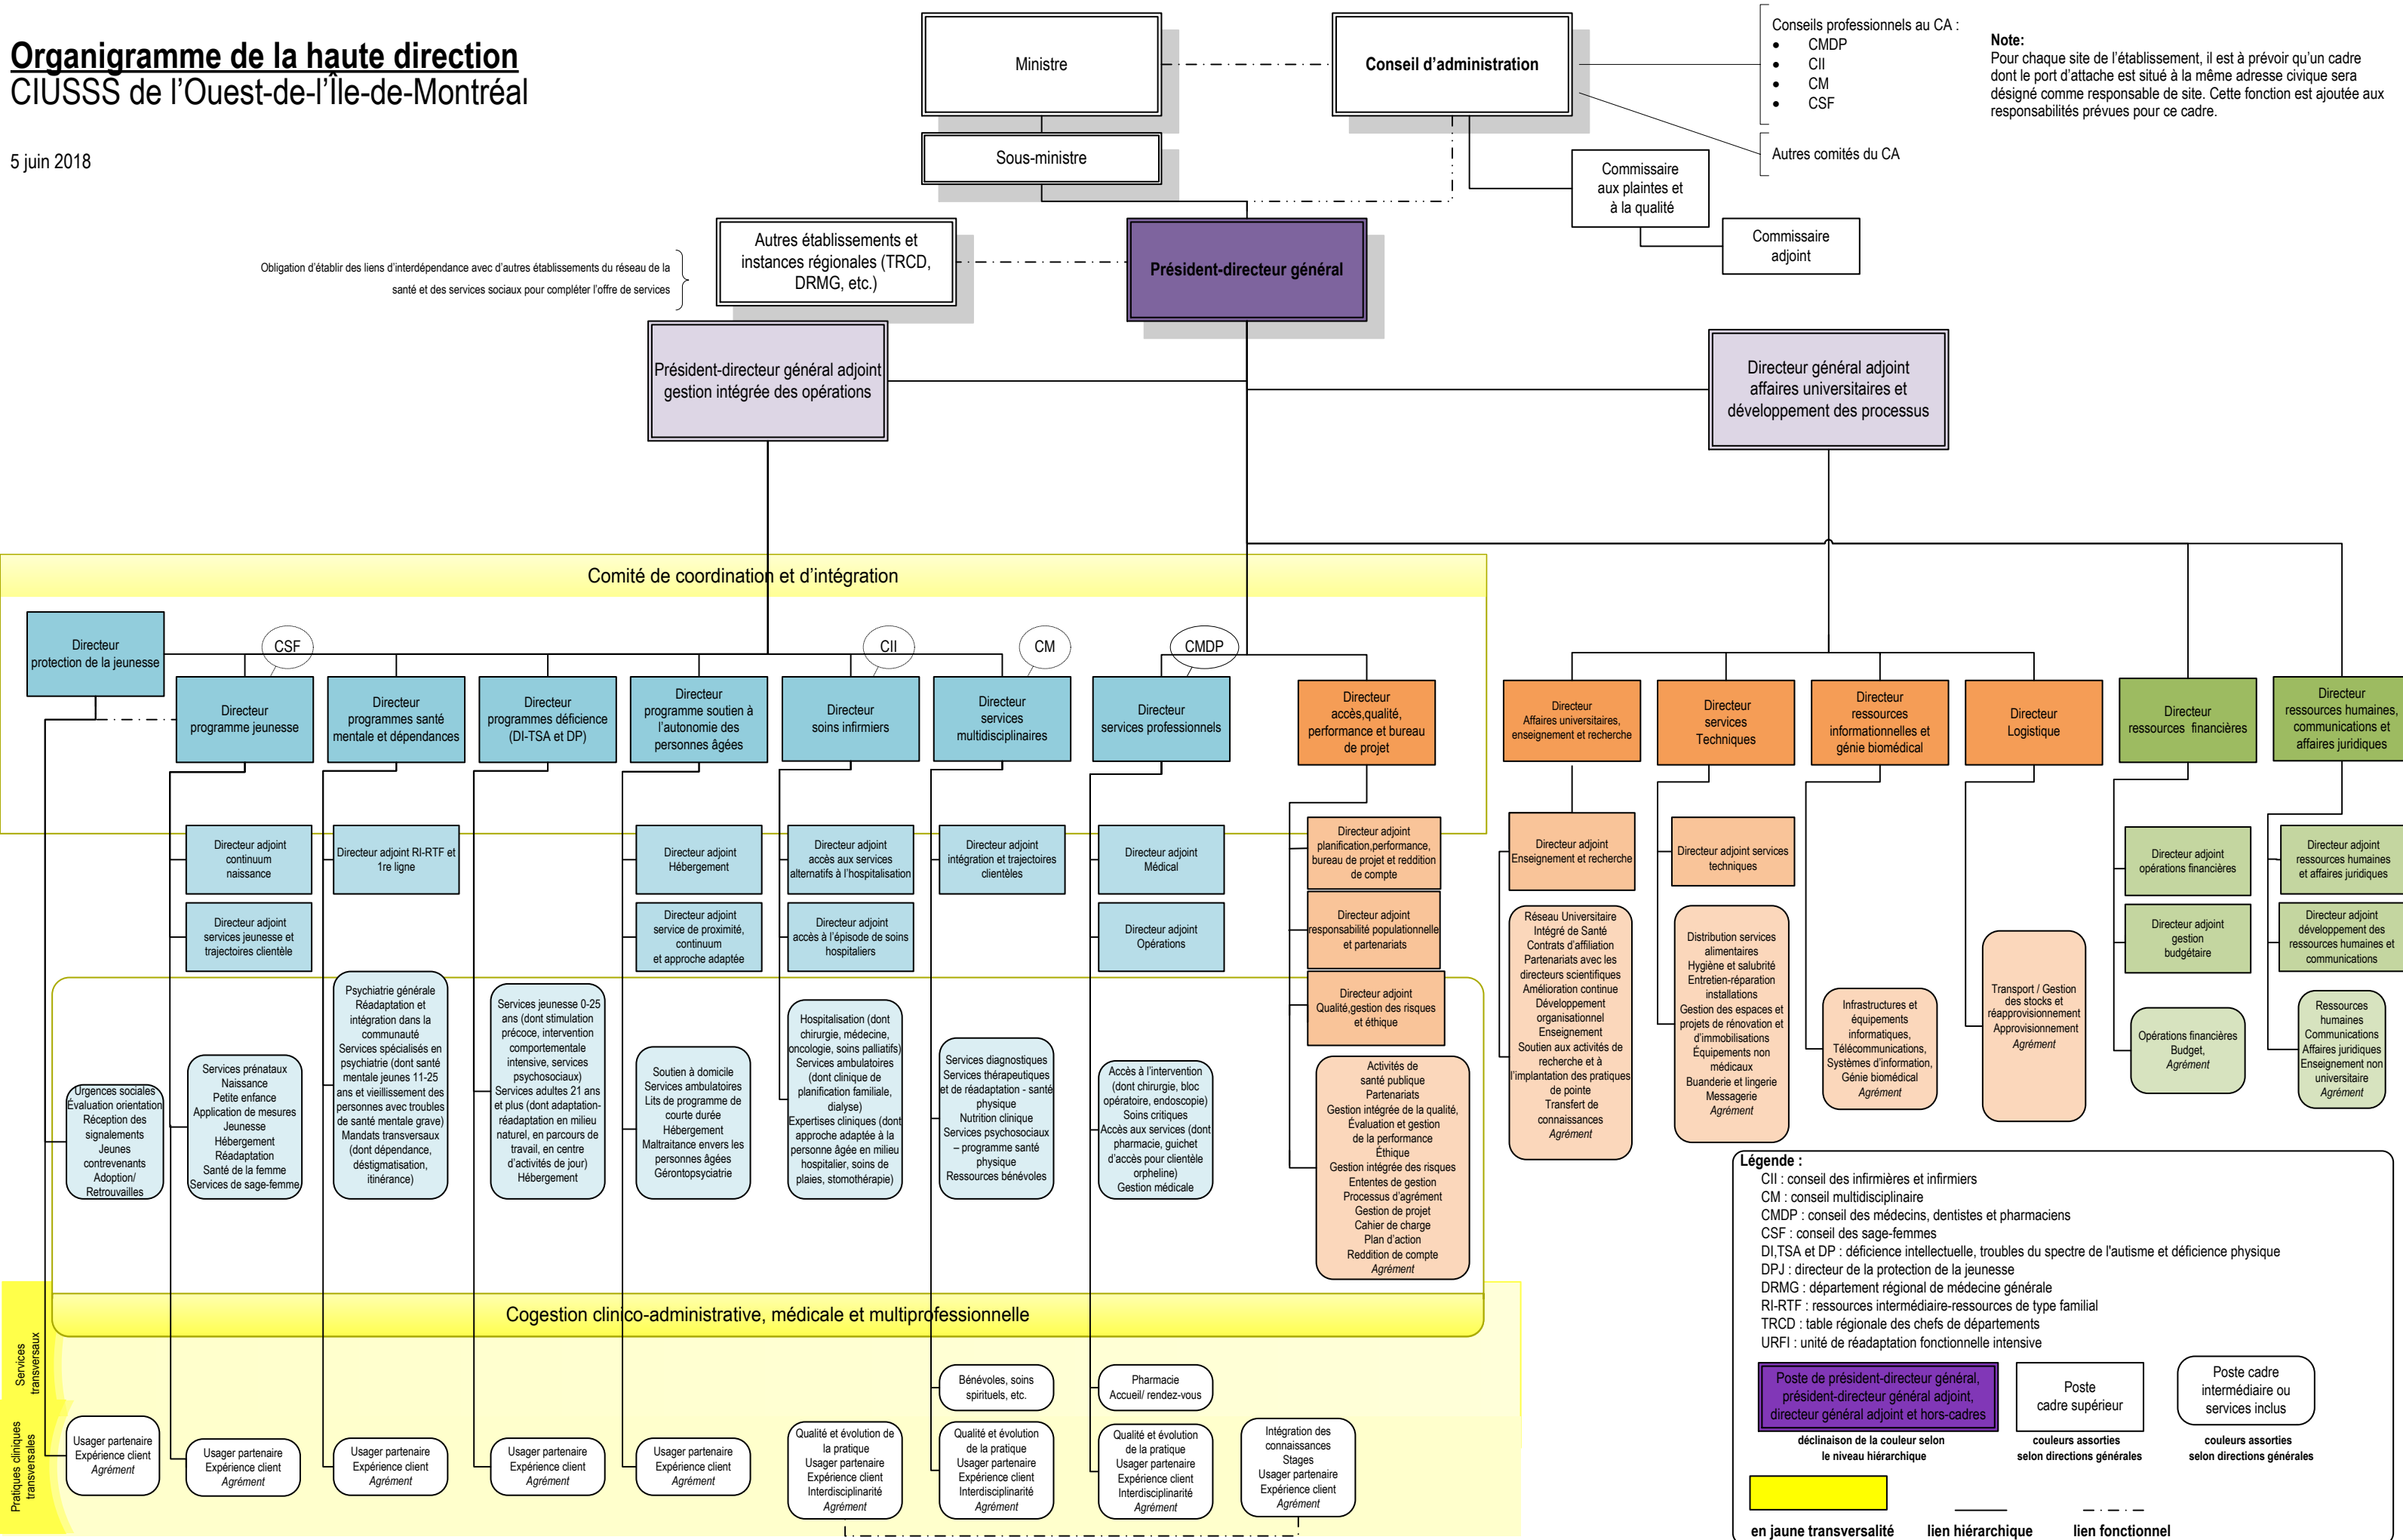 Organigramme de la haute direction
CIUSSS de l’Ouest-de-l’Île-de-Montréal
5 juin 2018
Ministre
Sous-ministre
Conseil d’administration
Conseils professionnels au CA :
• CMDP
• CII
• CM
• CSF
Autres comités du CA
Note:
Pour chaque site de l’établissement, il est à prévoir qu’un cadre
dont le port d’attache est situé à la même adresse civique sera
désigné comme responsable de site. Cette fonction est ajoutée aux
responsabilités prévues pour ce cadre.
Commissaire
aux plaintes et
à la qualité
Commissaire
adjoint
Obligation d’établir des liens d’interdépendance avec d’autres établissements du réseau de la
santé et des services sociaux pour compléter l’offre de services
Autres établissements et
instances régionales (TRCD,
DRMG, etc.)
Président-directeur général
Président-directeur général adjoint
gestion intégrée des opérations
Directeur général adjoint
affaires universitaires et
développement des processus
Comité de coordination et d’intégration
CSF
CII
CM
CMDP
Directeur
protection de la jeunesse
Directeur
programme jeunesse
Directeur
programmes santé
mentale et dépendances
Directeur
programmes déficience
(DI-TSA et DP)
Directeur
programme soutien à
l’autonomie des
personnes âgées
Directeur
soins infirmiers
Directeur
services
multidisciplinaires
Directeur
services professionnels
Directeur
accès,qualité,
performance et bureau
de projet
Directeur
Affaires universitaires,
enseignement et recherche
Directeur
services
Techniques
Directeur
ressources
informationnelles et
génie biomédical
Directeur
Logistique
Directeur
ressources financières
Directeur
ressources humaines,
communications et
affaires juridiques
Directeur adjoint
continuum
naissance
Directeur adjoint
services jeunesse et
trajectoires clientèle
Directeur adjoint RI-RTF et
1re ligne
Directeur adjoint
Hébergement
Directeur adjoint
service de proximité,
continuum
et approche adaptée
Directeur adjoint
accès aux services
alternatifs à l’hospitalisation
Directeur adjoint
accès à l’épisode de soins
hospitaliers
Directeur adjoint
intégration et trajectoires
clientèles
Directeur adjoint
Médical
Directeur adjoint
Opérations
Directeur adjoint
planification,performance,
bureau de projet et reddition
de compte
Directeur adjoint
responsabilité populationnelle
et partenariats
Directeur adjoint
Qualité,gestion des risques
et éthique
Directeur adjoint
Enseignement et recherche
Directeur adjoint services
techniques
Directeur adjoint
opérations financières
Directeur adjoint
gestion
budgétaire
Directeur adjoint
ressources humaines
et affaires juridiques
Directeur adjoint
développement des
ressources humaines et
communications
Urgences sociales
Évaluation orientation
Réception des
signalements
Jeunes
contrevenants
Adoption/
Retrouvailles
Services prénataux
Naissance
Petite enfance
Application de mesures
Jeunesse
Hébergement
Réadaptation
Santé de la femme
Services de sage-femme
Psychiatrie générale
Réadaptation et
intégration dans la
communauté
Services spécialisés en
psychiatrie (dont santé
mentale jeunes 11-25
ans et vieillissement des
personnes avec troubles
de santé mentale grave)
Mandats transversaux
(dont dépendance,
déstigmatisation,
itinérance)
Services jeunesse 0-25
ans (dont stimulation
précoce, intervention
comportementale
intensive, services
psychosociaux)
Services adultes 21 ans
et plus (dont adaptation-
réadaptation en milieu
naturel, en parcours de
travail, en centre
d’activités de jour)
Hébergement
Soutien à domicile
Services ambulatoires
Lits de programme de
courte durée
Hébergement
Maltraitance envers les
personnes âgées
Gérontopsyciatrie
Hospitalisation (dont
chirurgie, médecine,
oncologie, soins palliatifs)
Services ambulatoires
(dont clinique de
planification familiale,
dialyse)
Expertises cliniques (dont
approche adaptée à la
personne âgée en milieu
hospitalier, soins de
plaies, stomothérapie)
Services diagnostiques
Services thérapeutiques
et de réadaptation - santé
physique
Nutrition clinique
Services psychosociaux
– programme santé
physique
Ressources bénévoles
Accès à l’intervention
(dont chirurgie, bloc
opératoire, endoscopie)
Soins critiques
Accès aux services (dont
pharmacie, guichet
d’accès pour clientèle
orpheline)
Gestion médicale
Activités de
santé publique
Partenariats
Gestion intégrée de la qualité,
Évaluation et gestion
de la performance
Éthique
Gestion intégrée des risques
Ententes de gestion
Processus d’agrément
Gestion de projet
Cahier de charge
Plan d’action
Reddition de compte
Agrément
Réseau Universitaire
Intégré de Santé
Contrats d’affiliation
Partenariats avec les
directeurs scientifiques
Amélioration continue
Développement
organisationnel
Enseignement
Soutien aux activités de
recherche et à
l’implantation des pratiques
de pointe
Transfert de
connaissances
Agrément
Distribution services
alimentaires
Hygiène et salubrité
Entretien-réparation
installations
Gestion des espaces et
projets de rénovation et
d’immobilisations
Équipements non
médicaux
Buanderie et lingerie
Messagerie
Agrément
Infrastructures et
équipements
informatiques,
Télécommunications,
Systèmes d’information,
Génie biomédical
Agrément
Transport / Gestion
des stocks et
réapprovisionnement
Approvisionnement
Agrément
Opérations financières
Budget,
Agrément
Ressources
humaines
Communications
Affaires juridiques
Enseignement non
universitaire
Agrément
Cogestion clinico-administrative, médicale et multiprofessionnelle
Services
transversaux
Bénévoles, soins
spirituels, etc.
Pharmacie
Accueil/ rendez-vous
Pratiques cliniques
transversales
Usager partenaire
Expérience client
Agrément
Usager partenaire
Expérience client
Agrément
Usager partenaire
Expérience client
Agrément
Usager partenaire
Expérience client
Agrément
Usager partenaire
Expérience client
Agrément
Qualité et évolution de
la pratique
Usager partenaire
Expérience client
Interdisciplinarité
Agrément
Qualité et évolution
de la pratique
Usager partenaire
Expérience client
Interdisciplinarité
Agrément
Qualité et évolution
de la pratique
Usager partenaire
Expérience client
Interdisciplinarité
Agrément
Intégration des
connaissances
Stages
Usager partenaire
Expérience client
Agrément
Légende :
CII : conseil des infirmières et infirmiers
CM : conseil multidisciplinaire
CMDP : conseil des médecins, dentistes et pharmaciens
CSF : conseil des sage-femmes
DI,TSA et DP : déficience intellectuelle, troubles du spectre de l'autisme et déficience physique
DPJ : directeur de la protection de la jeunesse
DRMG : département régional de médecine générale
RI-RTF : ressources intermédiaire-ressources de type familial
TRCD : table régionale des chefs de départements
URFI : unité de réadaptation fonctionnelle intensive
Poste de président-directeur général,
président-directeur général adjoint,
directeur général adjoint et hors-cadres
déclinaison de la couleur selon
le niveau hiérarchique
Poste
cadre supérieur
couleurs assorties
selon directions générales
Poste cadre
intermédiaire ou
services inclus
couleurs assorties
selon directions générales
en jaune transversalité
lien hiérarchique
lien fonctionnel